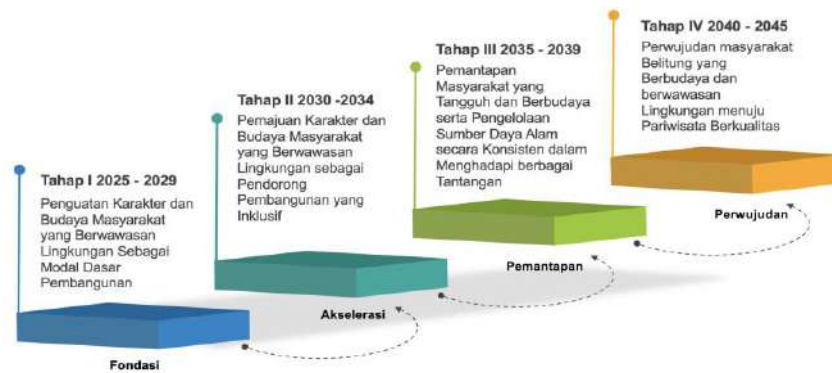 Tahap I 2025 - 2029
Penguatan Karakter dan
Budaya Masyarakat
yang Berwawasan
Lingkungan Sebagai
Modal Dasar
Pembangunan
Fondasi
Tahap II 2030 -2034
Pemajuan Karakter dan
Budaya Masyarakat
yang Berwawasan
Lingkungan sebagai
Pendorong
Pembangunan yang
Inklusif
Akselerasi
Tahap III 2035 - 2039
Pemantapan
Masyarakat yang
Tangguh dan Berbudaya
serta Pengelolaan
Sumber Daya Alam
secara Konsisten dalam
Menghadapi berbagai
Tantangan
Pemantapan
Tahap IV 2040 - 2045
Perwujudan masyarakat
Belitung yang
Berbudaya dan
berwawasan
Lingkungan menuju
Pariwisata Berkualitas
Perwujudan